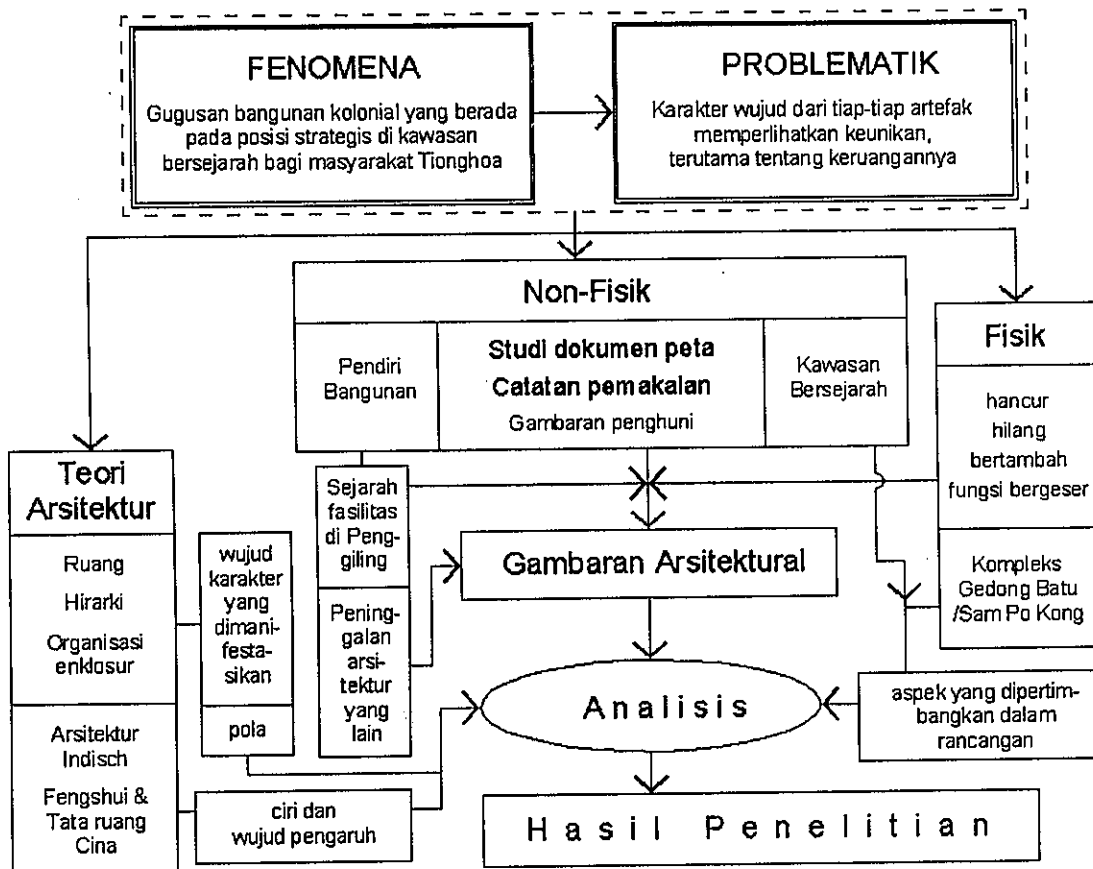 FENOMENA
Gugusan bangunan kolonial yang berada
pada posisi strategis di kawasan
bersejarah bagi masyarakat Tionghoa
PROBLEMATIK
Karakter wujud dari tiap-tiap artefak
memperlihatkan keunikan,
terutama tentang keruangannya
Non-Fisik
Pendiri
Bangunan
Studi dokumen peta
Catatan pemakalan
Gambaran penghuni
Kawasan
Bersejarah
Fisik
hancur
hilang
bertambah
fungsi bergeser
Kompleks
Gedong Batu
/Sam Po Kong
Teori
Arsitektur
Ruang
Hirarki
Organisasi
enklosur
Arsitektur
Indisch
Fengshui &
Tata ruang
Cina
wujud
karakter
yang
dimani-
festa-
sikan
pola
Sejarah
fasilitas
di Peng-
giling
Pening-
galan
arsi-
tektur
yang
lain
Gambaran Arsitektural
Analisis
aspek yang dipertim-
bangkan dalam
rancangan
ciri dan
wujud pengaruh
Hasil Penelitian